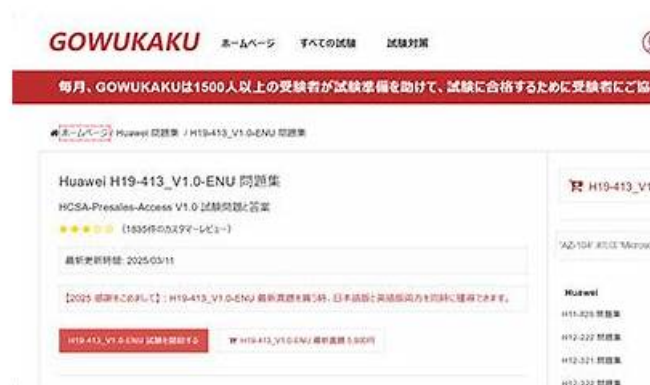 GOWUKAKU ホームページ すべての試験 試験対策
毎月、GOWUKAKUは1500人以上の受験者が試験準備を助けて、試験に合格するために受験者にご協
ホームページ / Huawei 問題集 / H19-413_V1.0-ENU 問題集
Huawei H19-413_V1.0-ENU 問題集
HCSA-Presales-Access V1.0 試験問題と答案
(1835件のカスタマーレビュー)
最新更新時間: 2025/03/11
【2025 感謝をこめまして】: H19-413_V1.0-ENU 最新真題を買う時、日本語版と英語版両方を同時に獲得できます。
H19-413_V1.0-ENU 試験を開始する
H19-413_V1.0-ENU 最新真題 5,800円
H19-413_V1
Huawei
H12-222 問題集
H12-321 問題集
H12-322 問題集